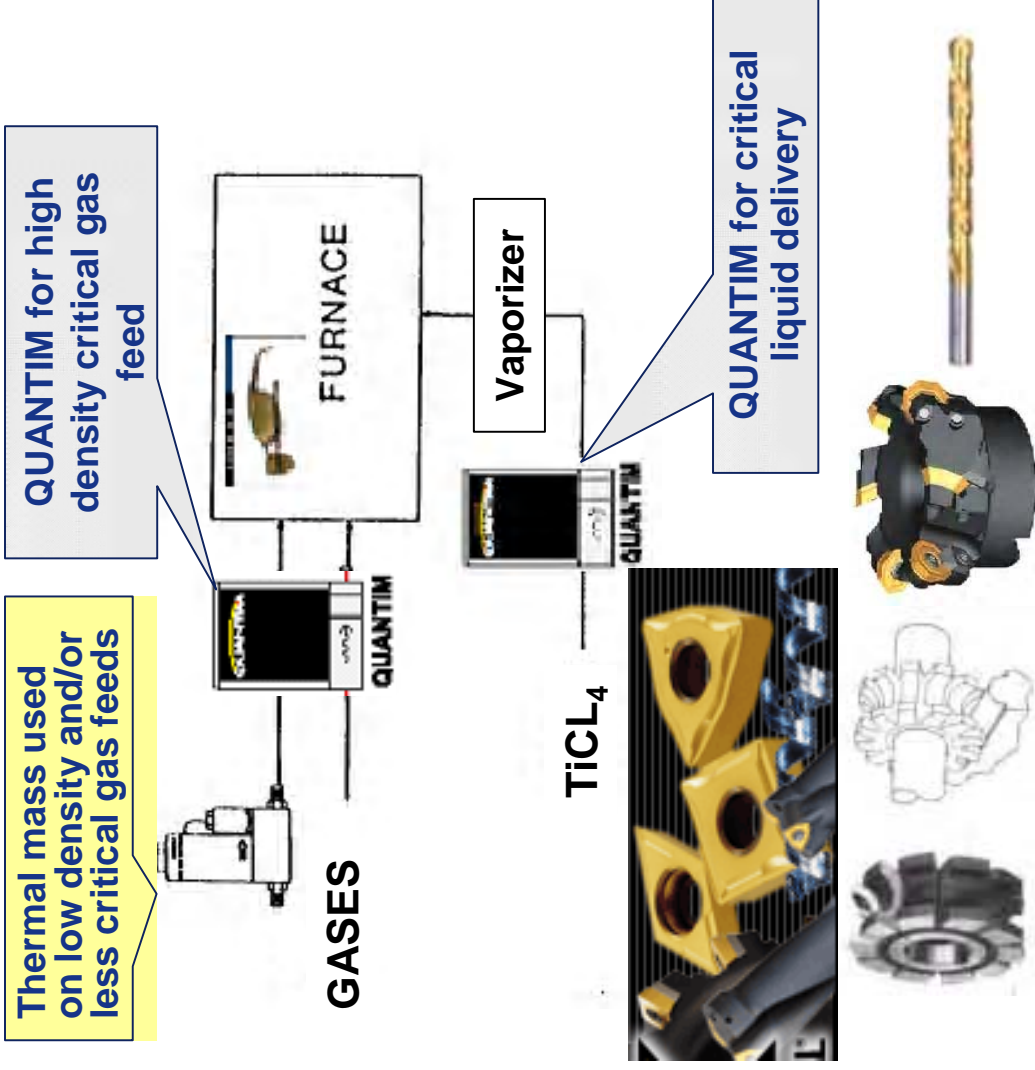 Thermal mass used
on low density and/or
less critical gas feeds
QUANTIM for high
density critical gas
feed
GASES
QUANTIM
FURNACE
TiCL₄
QUANTIM
Vaporizer
QUANTIM for critical
liquid delivery